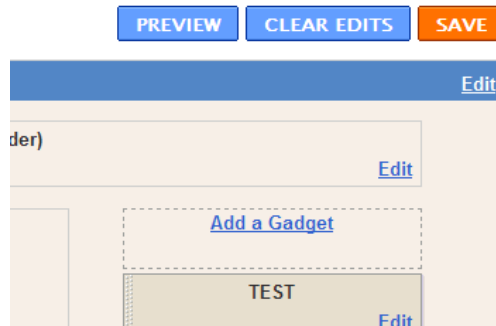 PREVIEW CLEAR EDITS SAVE
Edit
der)
Edit
Add a Gadget
TEST
Edit